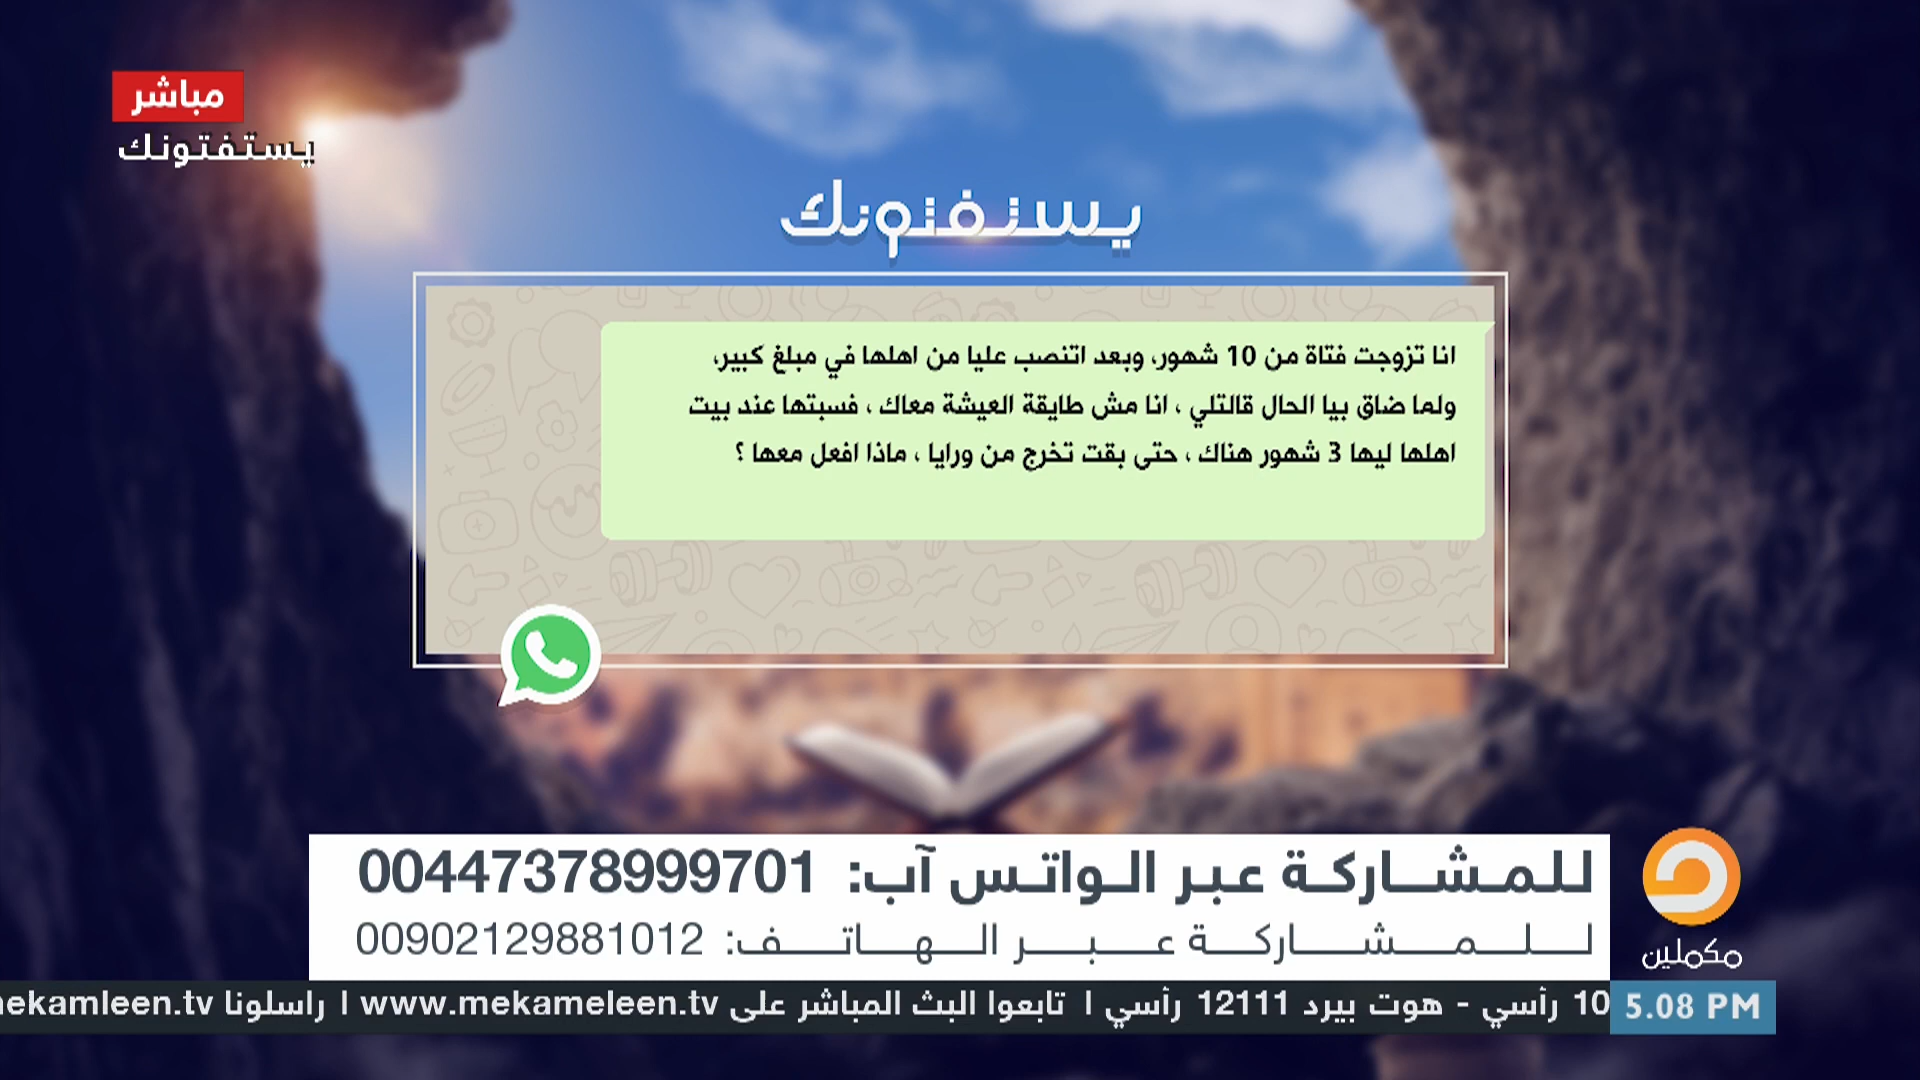 مباشر
يستفتونك
يستفتونك
انا تزوجت فتاة من 10 شهور، وبعد اتنصب عليا من اهلها في مبلغ كبير،
ولما ضاق بيا الحال قالتلي ، انا مش طايقة العيشة معاك ، فسبتها عند بيت
اهلها ليها 3 شهور هناك ، حتى بقت تخرج من ورايا ، ماذا افعل معها ؟
للمشاركة عبر الواتس آب: 00447378999701
للمشاركة عبر الهاتف: 00902129881012
مكملين
10 رأسي - هوت بيرد 12111 رأسي | تابعوا البث المباشر على www.mekameleen.tv | راسلونا mekamleen.tv
5.08 PM